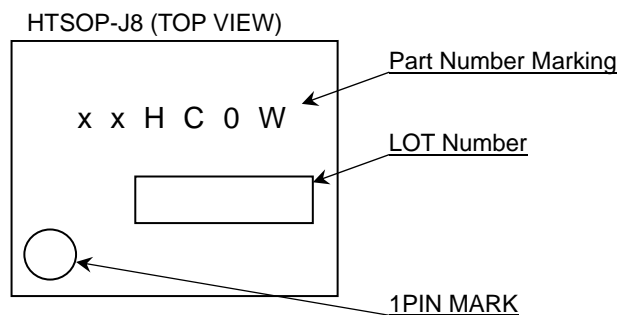 HTSOP-J8 (TOP VIEW)
Part Number Marking
x x H C 0 W
LOT Number
1PIN MARK